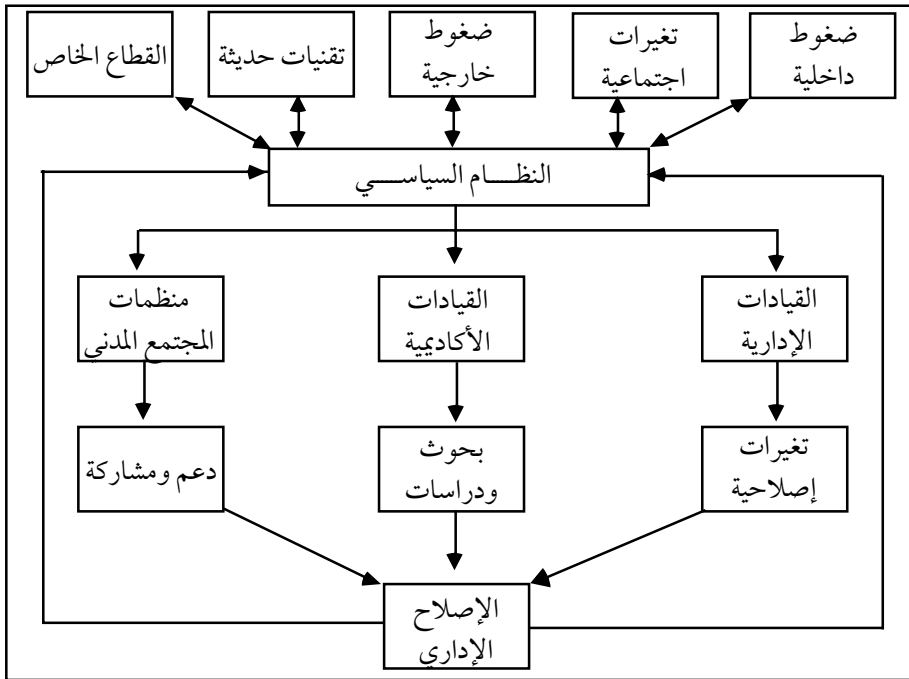 ضغوط
داخلية
تغيرات
اجتماعية
ضغوط
خارجية
تقنيات حديثة
القطاع الخاص
النظـــام السياســـي
القيادات
الإدارية
القيادات
الأكاديمية
منظمات
المجتمع المدني
تغيرات
إصلاحية
بحوث
ودراسات
دعم ومشاركة
الإصلاح
الإداري